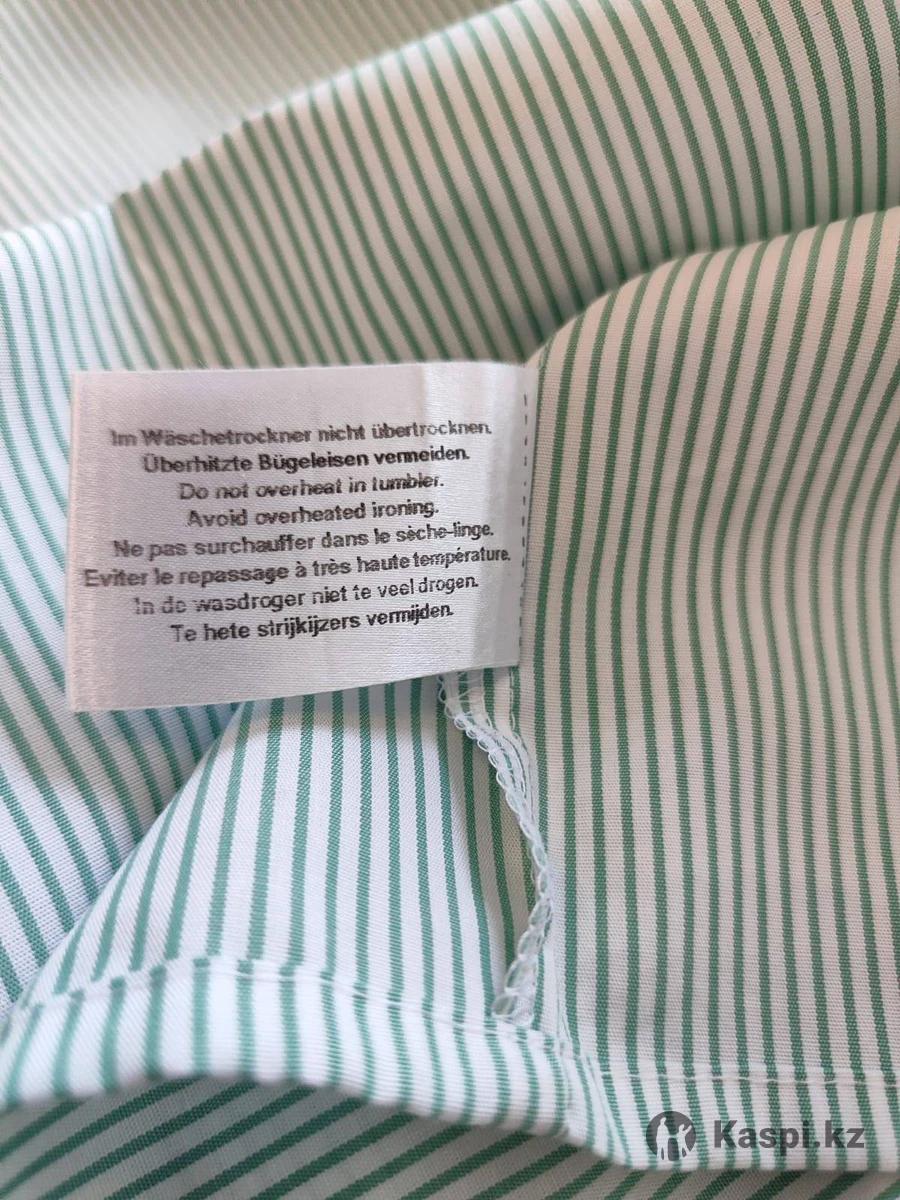 Im Wäschetrockner nicht übertrocknen.
Überhitzte Bügeleisen vermeiden.
Do not overheat in tumbler.
Avoid overheated ironing.
Ne pas surchauffer dans le sèche-linge.
Eviter le repassage à très haute température.
In de wasdroger niet te veel drogen.
Te hete strijkijzers vermijden.
Kaspi.kz